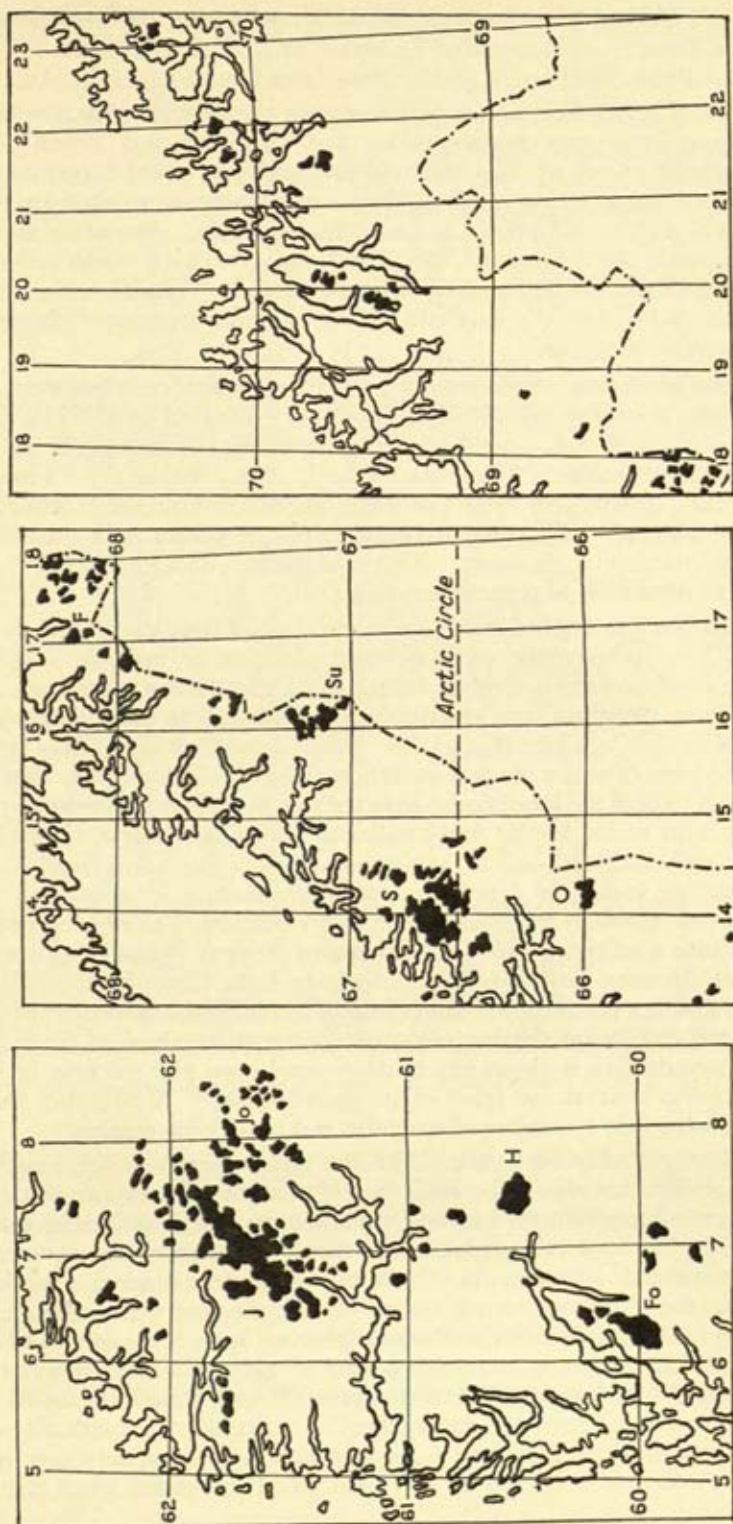 5 6 7 8
62 62
J Jo
61 61
H
60 Fo 60
5 6 7 8
14 15 16 17 18
F
68 68
Su
67 67
S
Arctic Circle
O
66 66
14 15 16 17
18 19 20 21 22 23
70 70
69 69
18 19 20 21 22